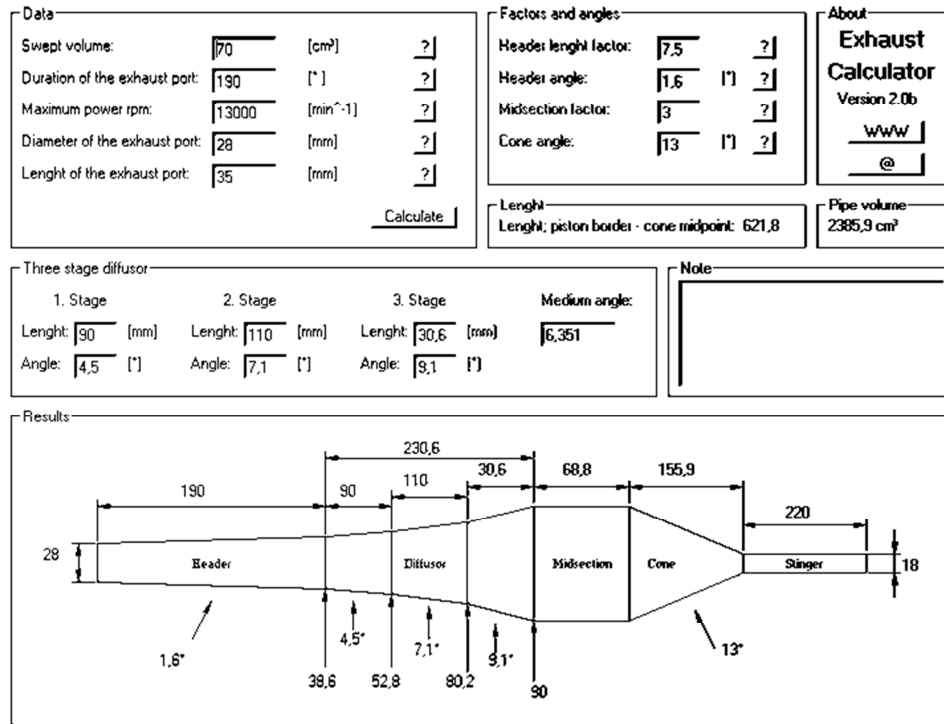 Data
Swept volume: 70 [cm³] ?
Duration of the exhaust port: 190 [°] ?
Maximum power rpm: 13000 [min^-1] ?
Diameter of the exhaust port: 28 [mm] ?
Lenght of the exhaust port: 35 [mm] ?
Calculate
Factors and angles
Header lenght factor: 7,5 ?
Header angle: 1,6 [°] ?
Midsection factor: 3 ?
Cone angle: 13 [°] ?
About
Exhaust
Calculator
Version 2.0b
WWW
@
Lenght
Lenght; piston border - cone midpoint: 621,8
Pipe volume
2385,9 cm³
Three stage diffusor
1. Stage 2. Stage 3. Stage Medium angle:
Lenght: 90 [mm] Lenght: 110 [mm] Lenght: 30,6 [mm] 6,351
Angle: 4,5 [°] Angle: 7,1 [°] Angle: 9,1 [°]
Note
Results
230,6
30,6 68,8 155,9
190 90 110
220
28 Header Diffusor Midsection Cone Stinger 18
1,6° 4,5° 7,1° 9,1° 13°
38,6 52,8 80,2 90